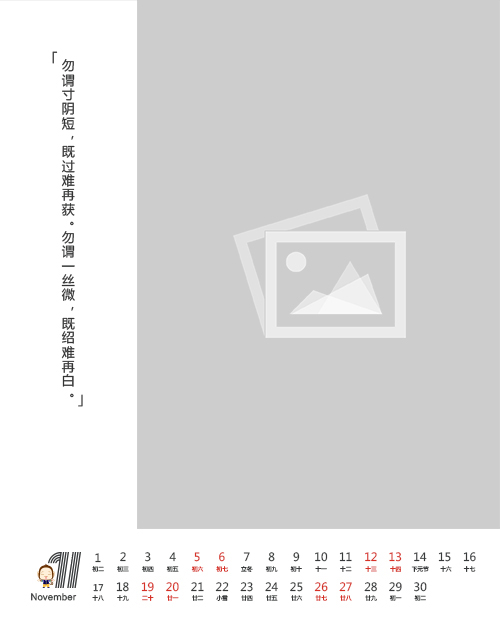 「勿谓寸阴短，既过难再获。勿谓一丝微，既绍难再白。」
11
November
1 2 3 4 5 6 7 8 9 10 11 12 13 14 15 16
初二 初三 初四 初五 初六 初七 立冬 初九 初十 十一 十二 十三 十四 下元节 十六 十七
17 18 19 20 21 22 23 24 25 26 27 28 29 30
十八 十九 二十 廿一 廿二 小雪 廿四 廿五 廿六 廿七 廿八 廿九 初一 初二